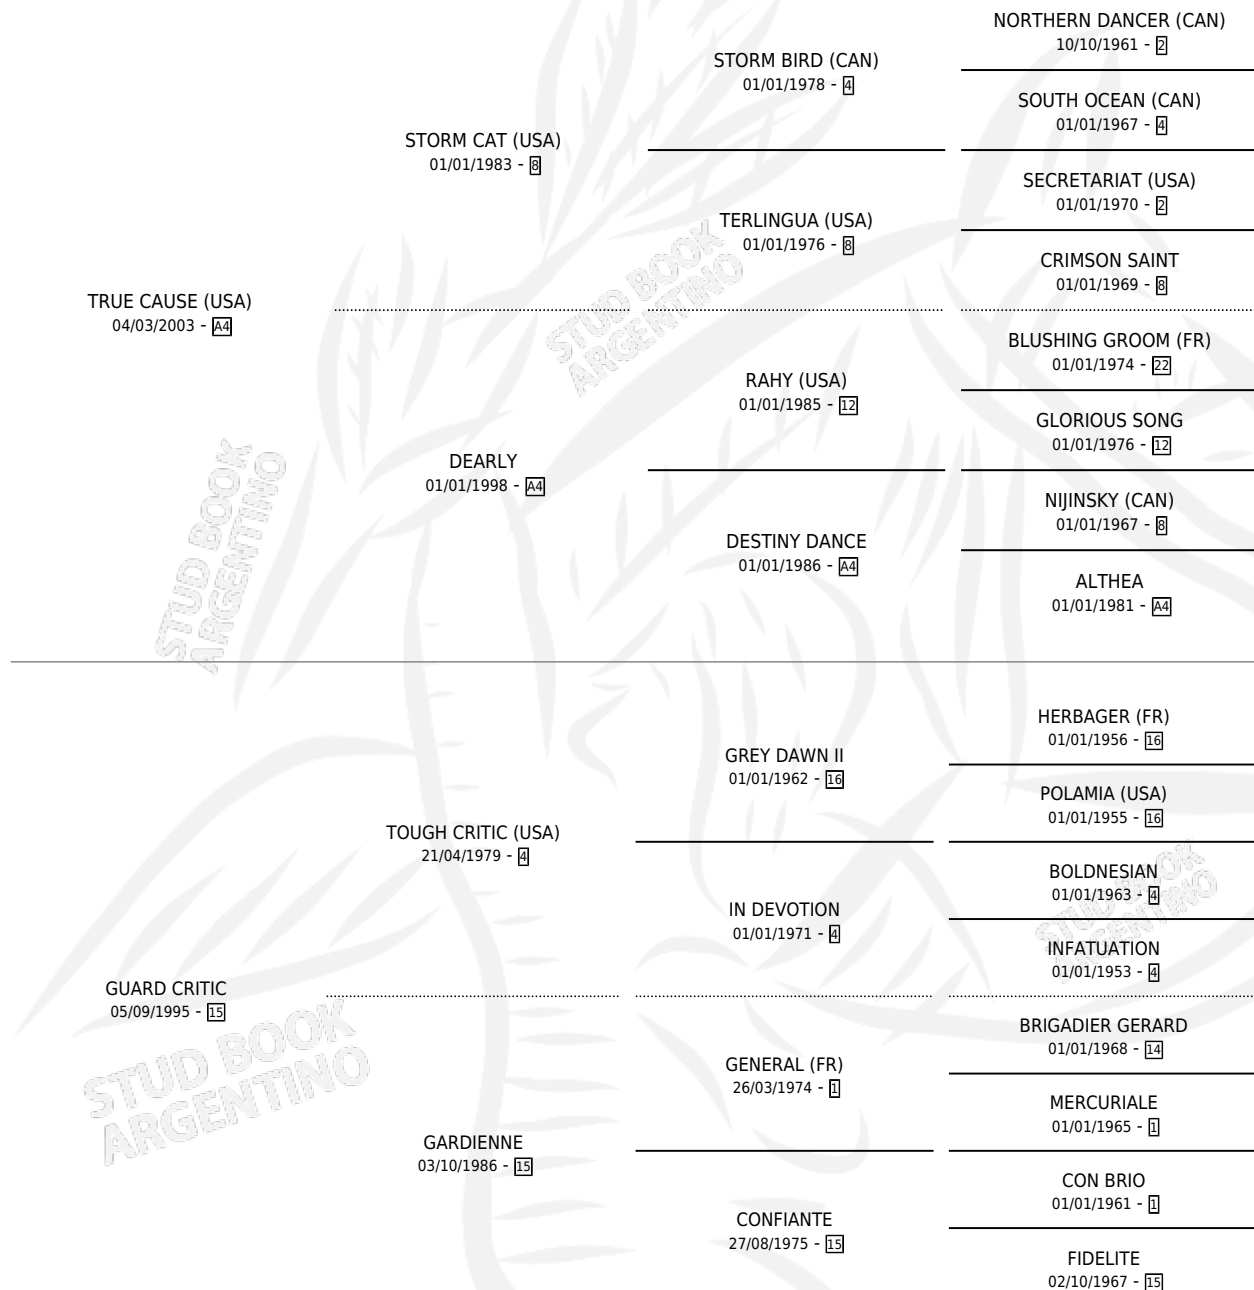 NORTHERN DANCER (CAN)
10/10/1961 - 2
STORM BIRD (CAN)
01/01/1978 - 4
SOUTH OCEAN (CAN)
01/01/1967 - 4
STORM CAT (USA)
01/01/1983 - 8
SECRETARIAT (USA)
01/01/1970 - 2
TERLINGUA (USA)
01/01/1976 - 8
CRIMSON SAINT
01/01/1969 - 8
TRUE CAUSE (USA)
04/03/2003 - A4
STUD BOOK
ARGENTINO
BLUSHING GROOM (FR)
01/01/1974 - 22
RAHY (USA)
01/01/1985 - 12
GLORIOUS SONG
01/01/1976 - 12
DEARLY
01/01/1998 - A4
NIJINSKY (CAN)
01/01/1967 - 8
DESTINY DANCE
01/01/1986 - A4
ALTHEA
01/01/1981 - A4
STUD BOOK
ARGENTINO
HERBAGER (FR)
01/01/1956 - 16
GREY DAWN II
01/01/1962 - 16
POLAMIA (USA)
01/01/1955 - 16
TOUGH CRITIC (USA)
21/04/1979 - 4
BOLDNESIAN
01/01/1963 - 4
IN DEVOTION
01/01/1971 - 4
INFATUATION
01/01/1953 - 4
STUD BOOK
ARGENTINO
GUARD CRITIC
05/09/1995 - 15
BRIGADIER GERARD
01/01/1968 - 14
GENERAL (FR)
26/03/1974 - 1
MERCURIALE
01/01/1965 - 1
STUD BOOK
ARGENTINO
GARDIENNE
03/10/1986 - 15
CON BRIO
01/01/1961 - 1
CONFIANTE
27/08/1975 - 15
FIDELITE
02/10/1967 - 15